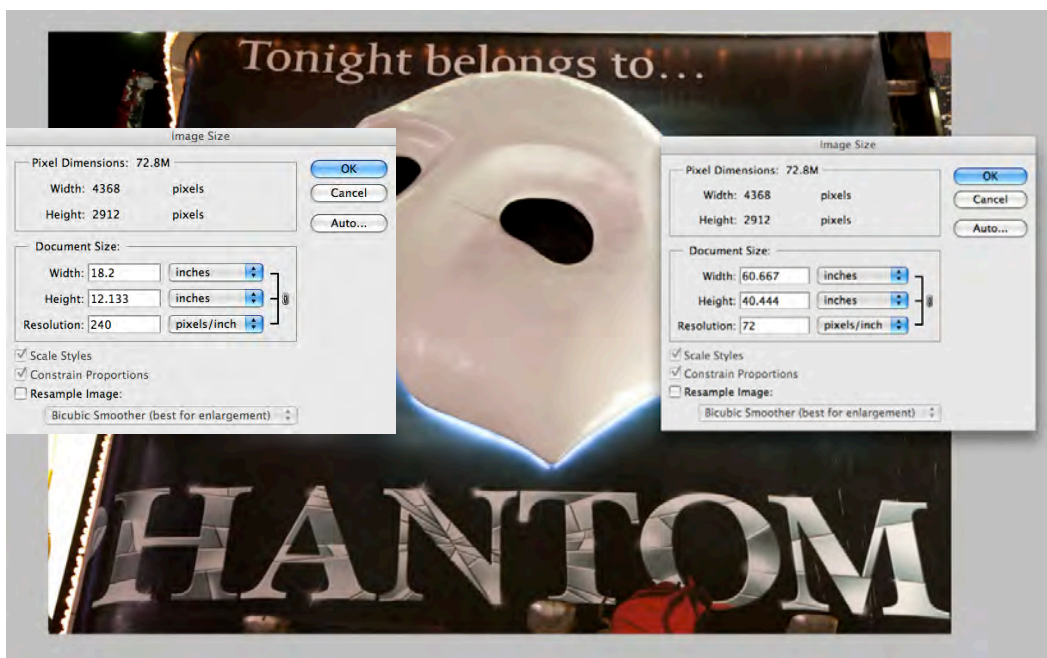 Tonight belongs to...
Image Size
Pixel Dimensions: 72.8M
Width: 4368 pixels
Height: 2912 pixels
OK
Cancel
Auto...
Document Size:
Width: 18.2 inches
Height: 12.133 inches
Resolution: 240 pixels/inch
Scale Styles
Constrain Proportions
Resample Image:
Bicubic Smoother (best for enlargement)
Image Size
Pixel Dimensions: 72.8M
Width: 4368 pixels
Height: 2912 pixels
OK
Cancel
Auto...
Document Size:
Width: 60.667 inches
Height: 40.444 inches
Resolution: 72 pixels/inch
Scale Styles
Constrain Proportions
Resample Image:
Bicubic Smoother (best for enlargement)
PHANTOM